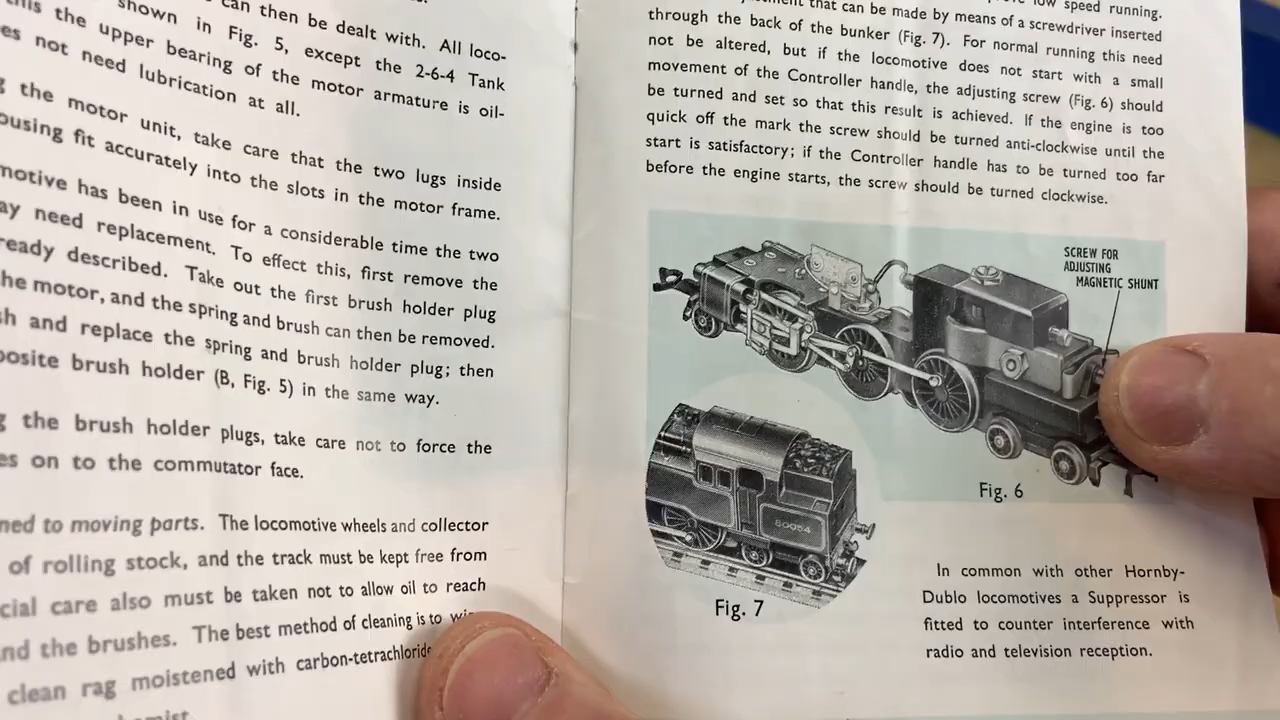 can then be dealt with. All loco-
shown in Fig. 5, except the 2-6-4 Tank
the upper bearing of the motor armature is oil-
es not need lubrication at all.
the motor unit, take care that the two lugs inside
ousing fit accurately into the slots in the motor frame.
motive has been in use for a considerable time the two
ay need replacement. To effect this, first remove the
ready described. Take out the first brush holder plug
he motor, and the spring and brush can then be removed.
sh and replace the spring and brush holder plug; then
posite brush holder (B, Fig. 5) in the same way.
g the brush holder plugs, take care not to force the
es on to the commutator face.
ned to moving parts. The locomotive wheels and collector
of rolling stock, and the track must be kept free from
cial care also must be taken not to allow oil to reach
nd the brushes. The best method of cleaning is to
clean rag moistened with carbon-tetrachloride
low speed running.
that can be made by means of a screwdriver inserted
through the back of the bunker (Fig. 7). For normal running this need
not be altered, but if the locomotive does not start with a small
movement of the Controller handle, the adjusting screw (Fig. 6) should
be turned and set so that this result is achieved. If the engine is too
quick off the mark the screw should be turned anti-clockwise until the
start is satisfactory; if the Controller handle has to be turned too far
before the engine starts, the screw should be turned clockwise.
SCREW FOR
ADJUSTING
MAGNETIC SHUNT
Fig. 6
80054
Fig. 7
In common with other Hornby-
Dublo locomotives a Suppressor is
fitted to counter interference with
radio and television reception.